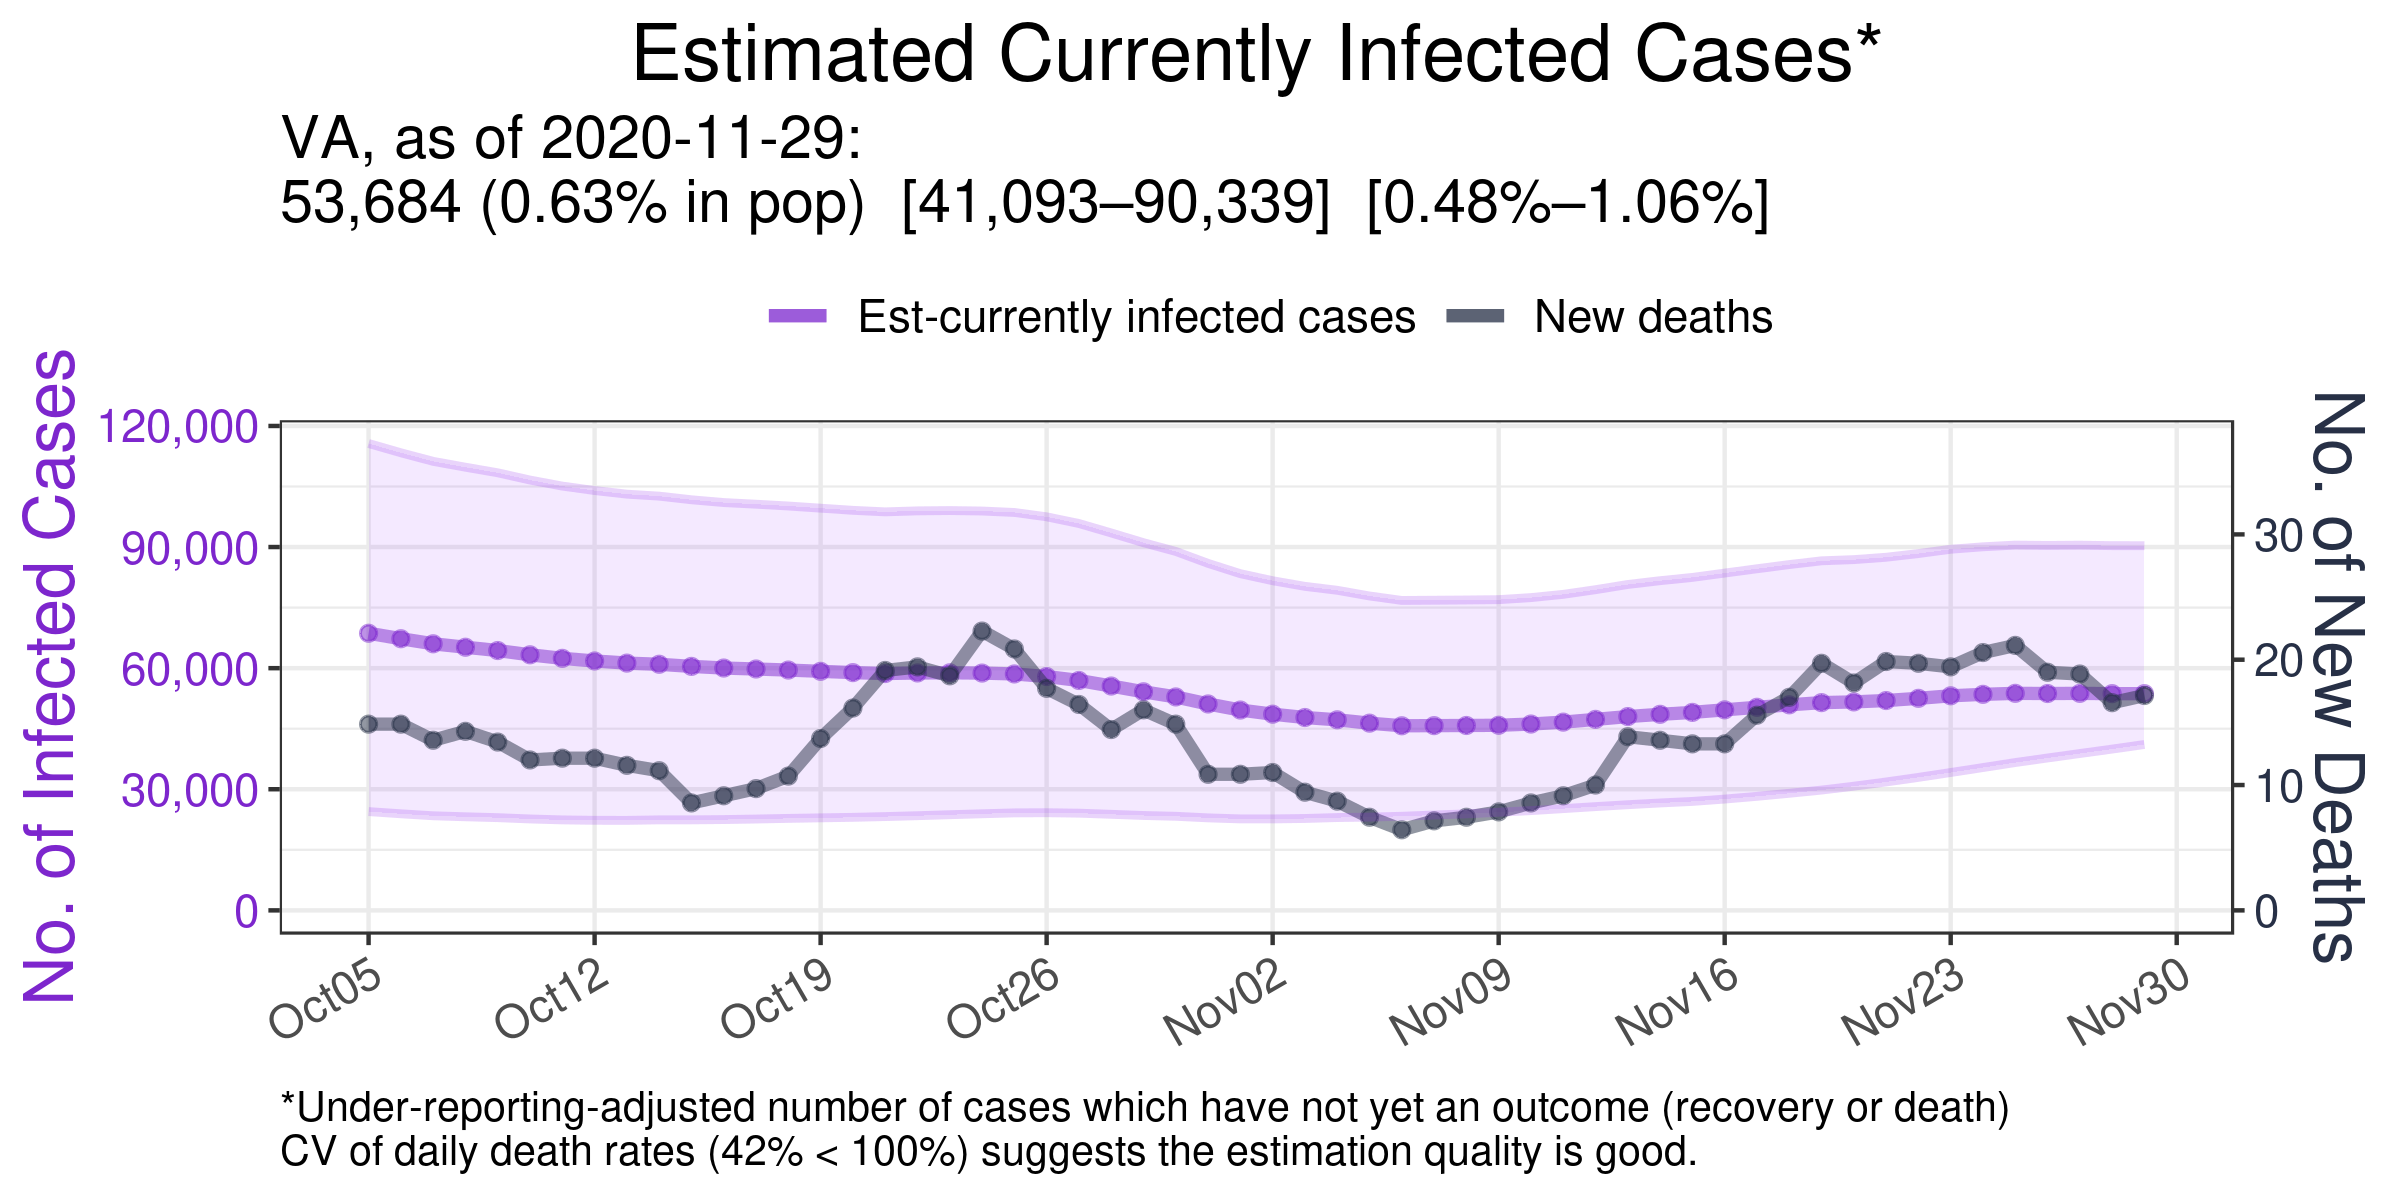 Estimated Currently Infected Cases*
VA, as of 2020-11-29:
53,684 (0.63% in pop)  [41,093–90,339]  [0.48%–1.06%]
Est-currently infected cases
New deaths
No. of Infected Cases
120,000
90,000
60,000
30,000
0
30
20
10
0
No. of New Deaths
Oct05
Oct12
Oct19
Oct26
Nov02
Nov09
Nov16
Nov23
Nov30
*Under-reporting-adjusted number of cases which have not yet an outcome (recovery or death)
CV of daily death rates (42% < 100%) suggests the estimation quality is good.